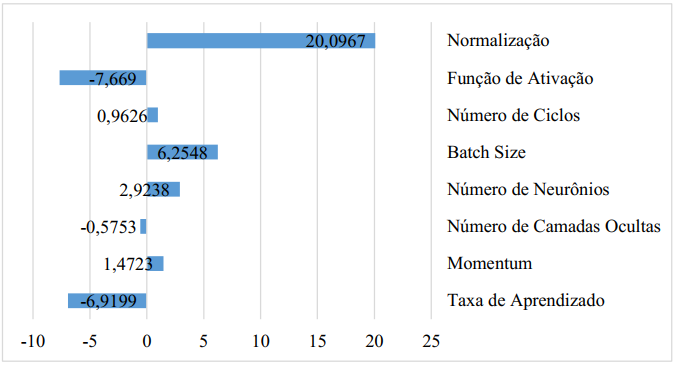 20,0967 Normalização
-7,669 Função de Ativação
0,9626 Número de Ciclos
6,2548 Batch Size
2,9238 Número de Neurônios
-0,5753 Número de Camadas Ocultas
1,4723 Momentum
-6,9199 Taxa de Aprendizado
-10 -5 0 5 10 15 20 25